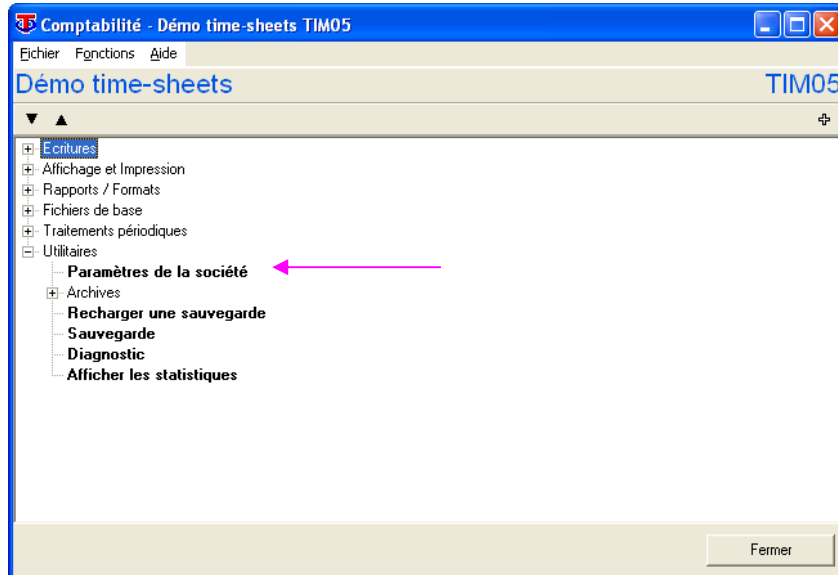 Comptabilité - Démo time-sheets TIM05
Fichier Fonctions Aide
Démo time-sheets TIM05
Ecritures
Affichage et Impression
Rapports / Formats
Fichiers de base
Traitements périodiques
Utilitaires
Paramètres de la société
Archives
Recharger une sauvegarde
Sauvegarde
Diagnostic
Afficher les statistiques
Fermer